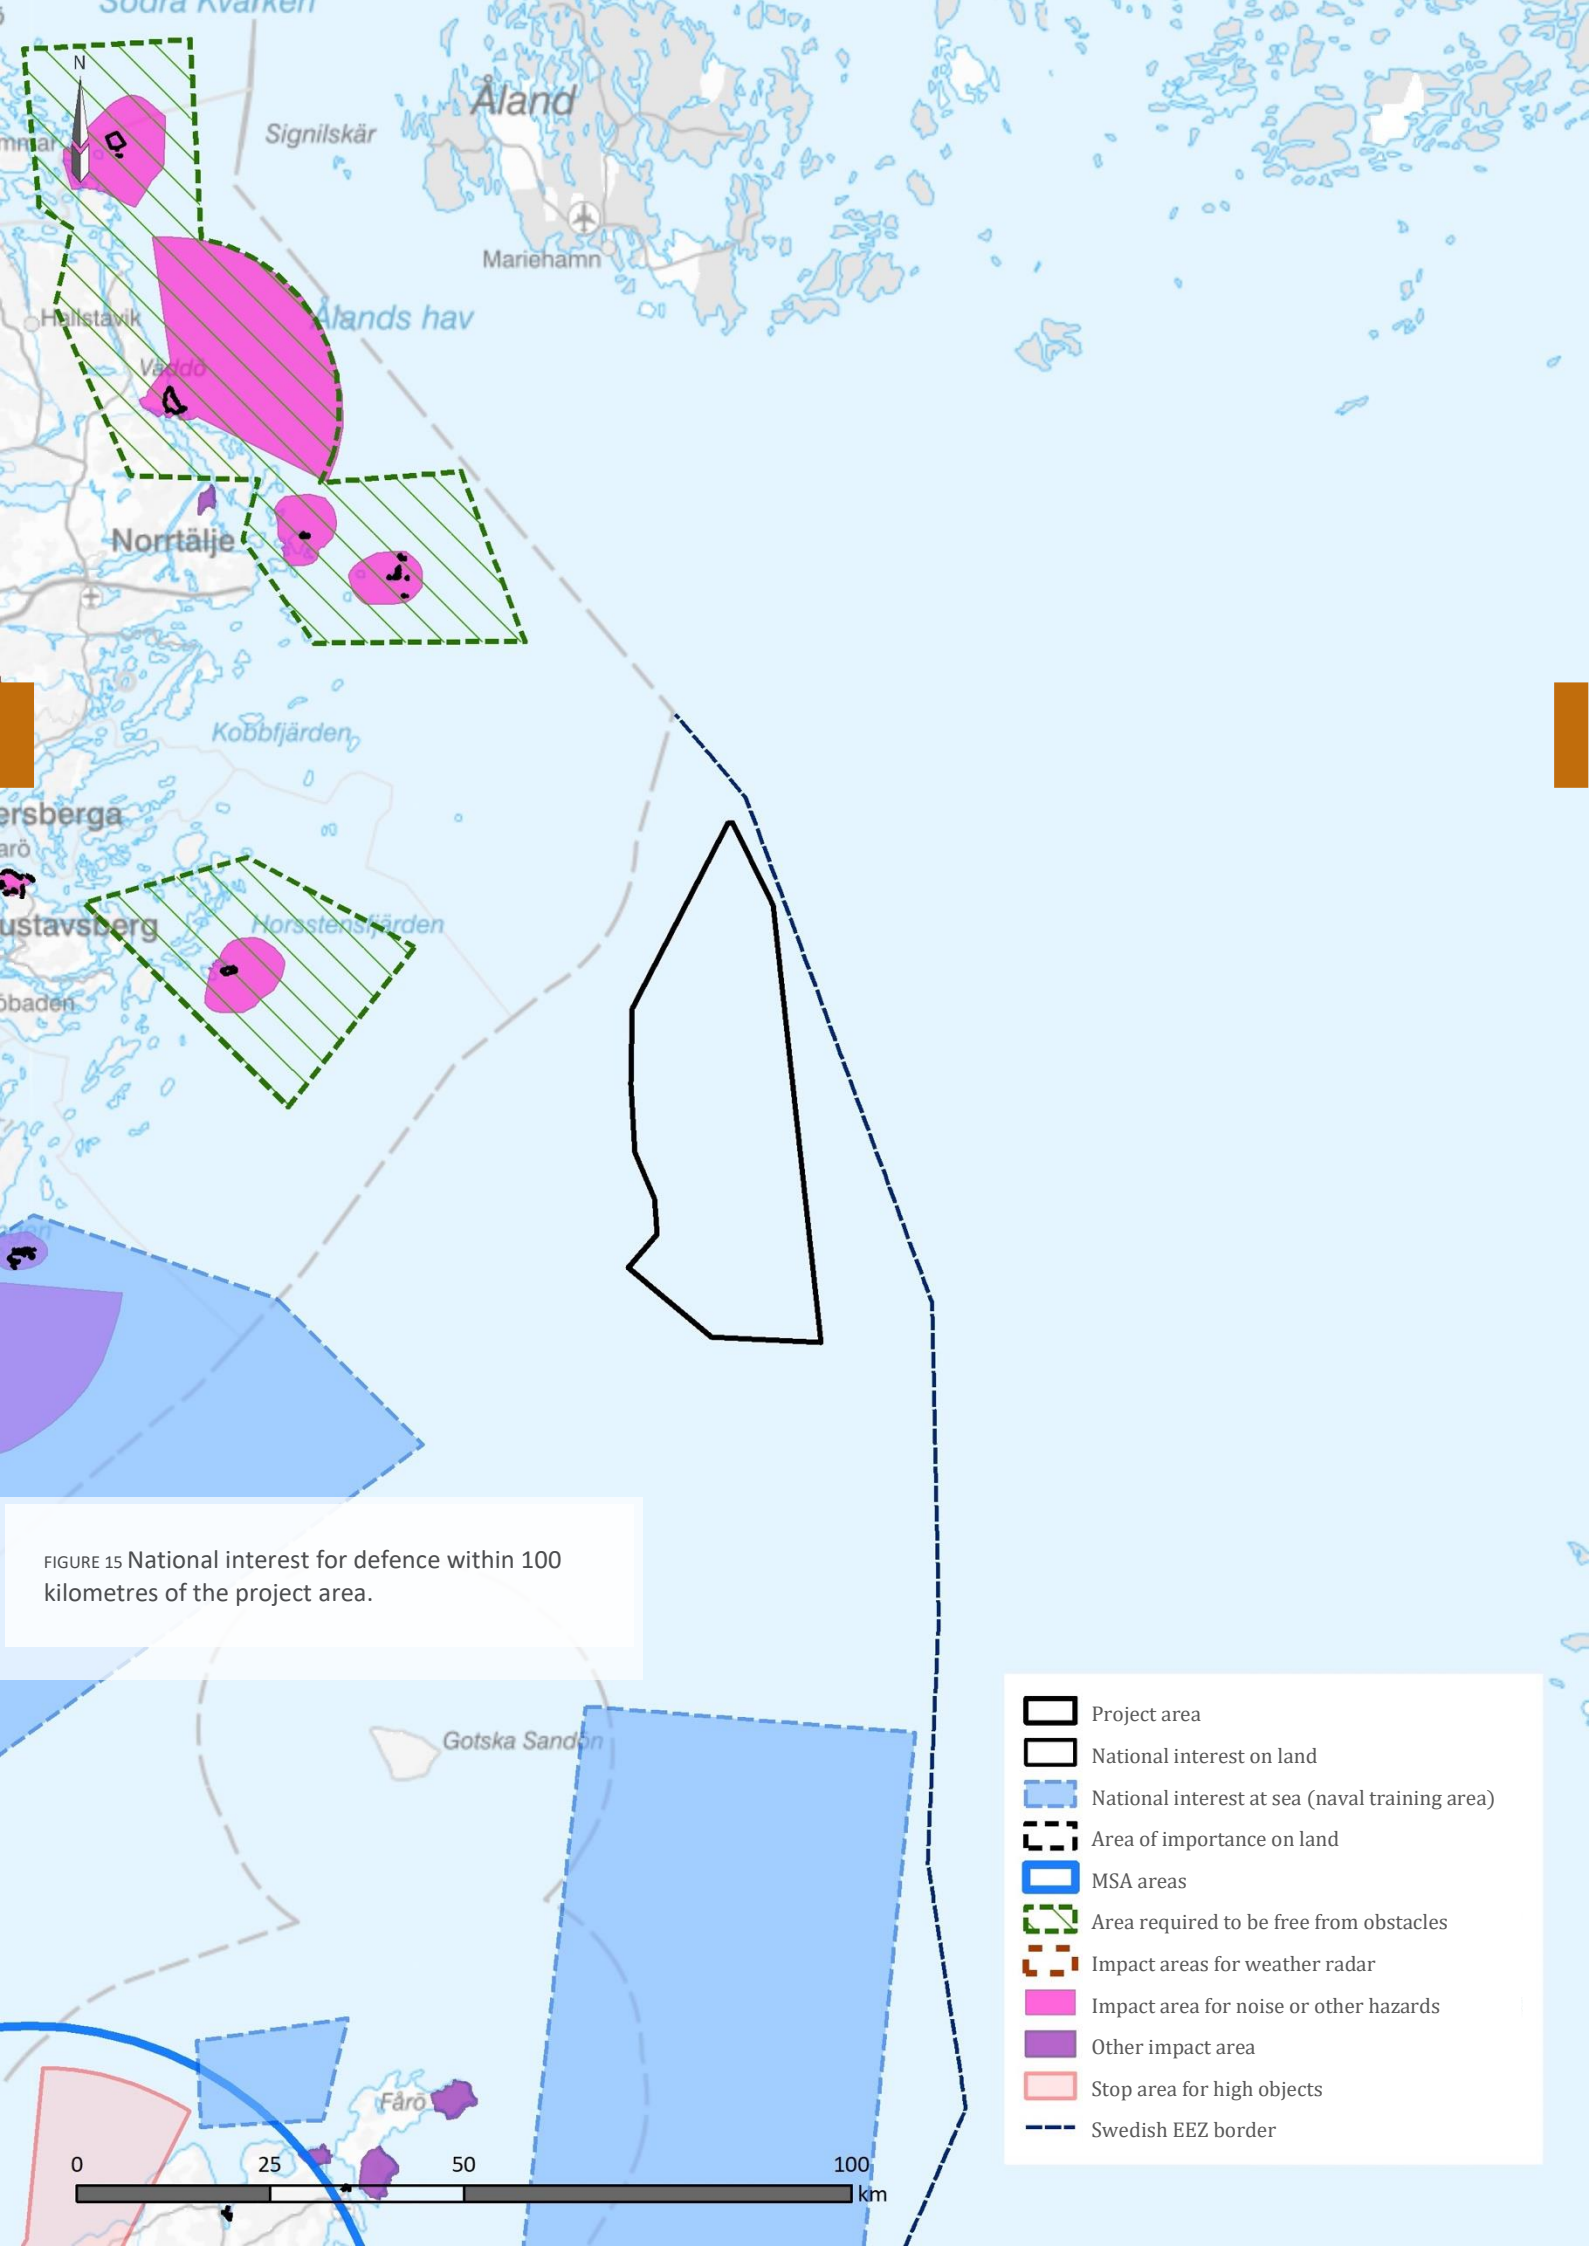 Södra Kvarken
N
Åland
Signilskär
Mariehamn
Ålands hav
Hallstavik
Väddö
Norrtälje
Kobbfjärden
ersberga
arö
ustavsberg
Horsstensfjärden
öbaden
FIGURE 15 National interest for defence within 100
kilometres of the project area.
Gotska Sandön
Fårö
0 25 50 100
km
Project area
National interest on land
National interest at sea (naval training area)
Area of importance on land
MSA areas
Area required to be free from obstacles
Impact areas for weather radar
Impact area for noise or other hazards
Other impact area
Stop area for high objects
Swedish EEZ border